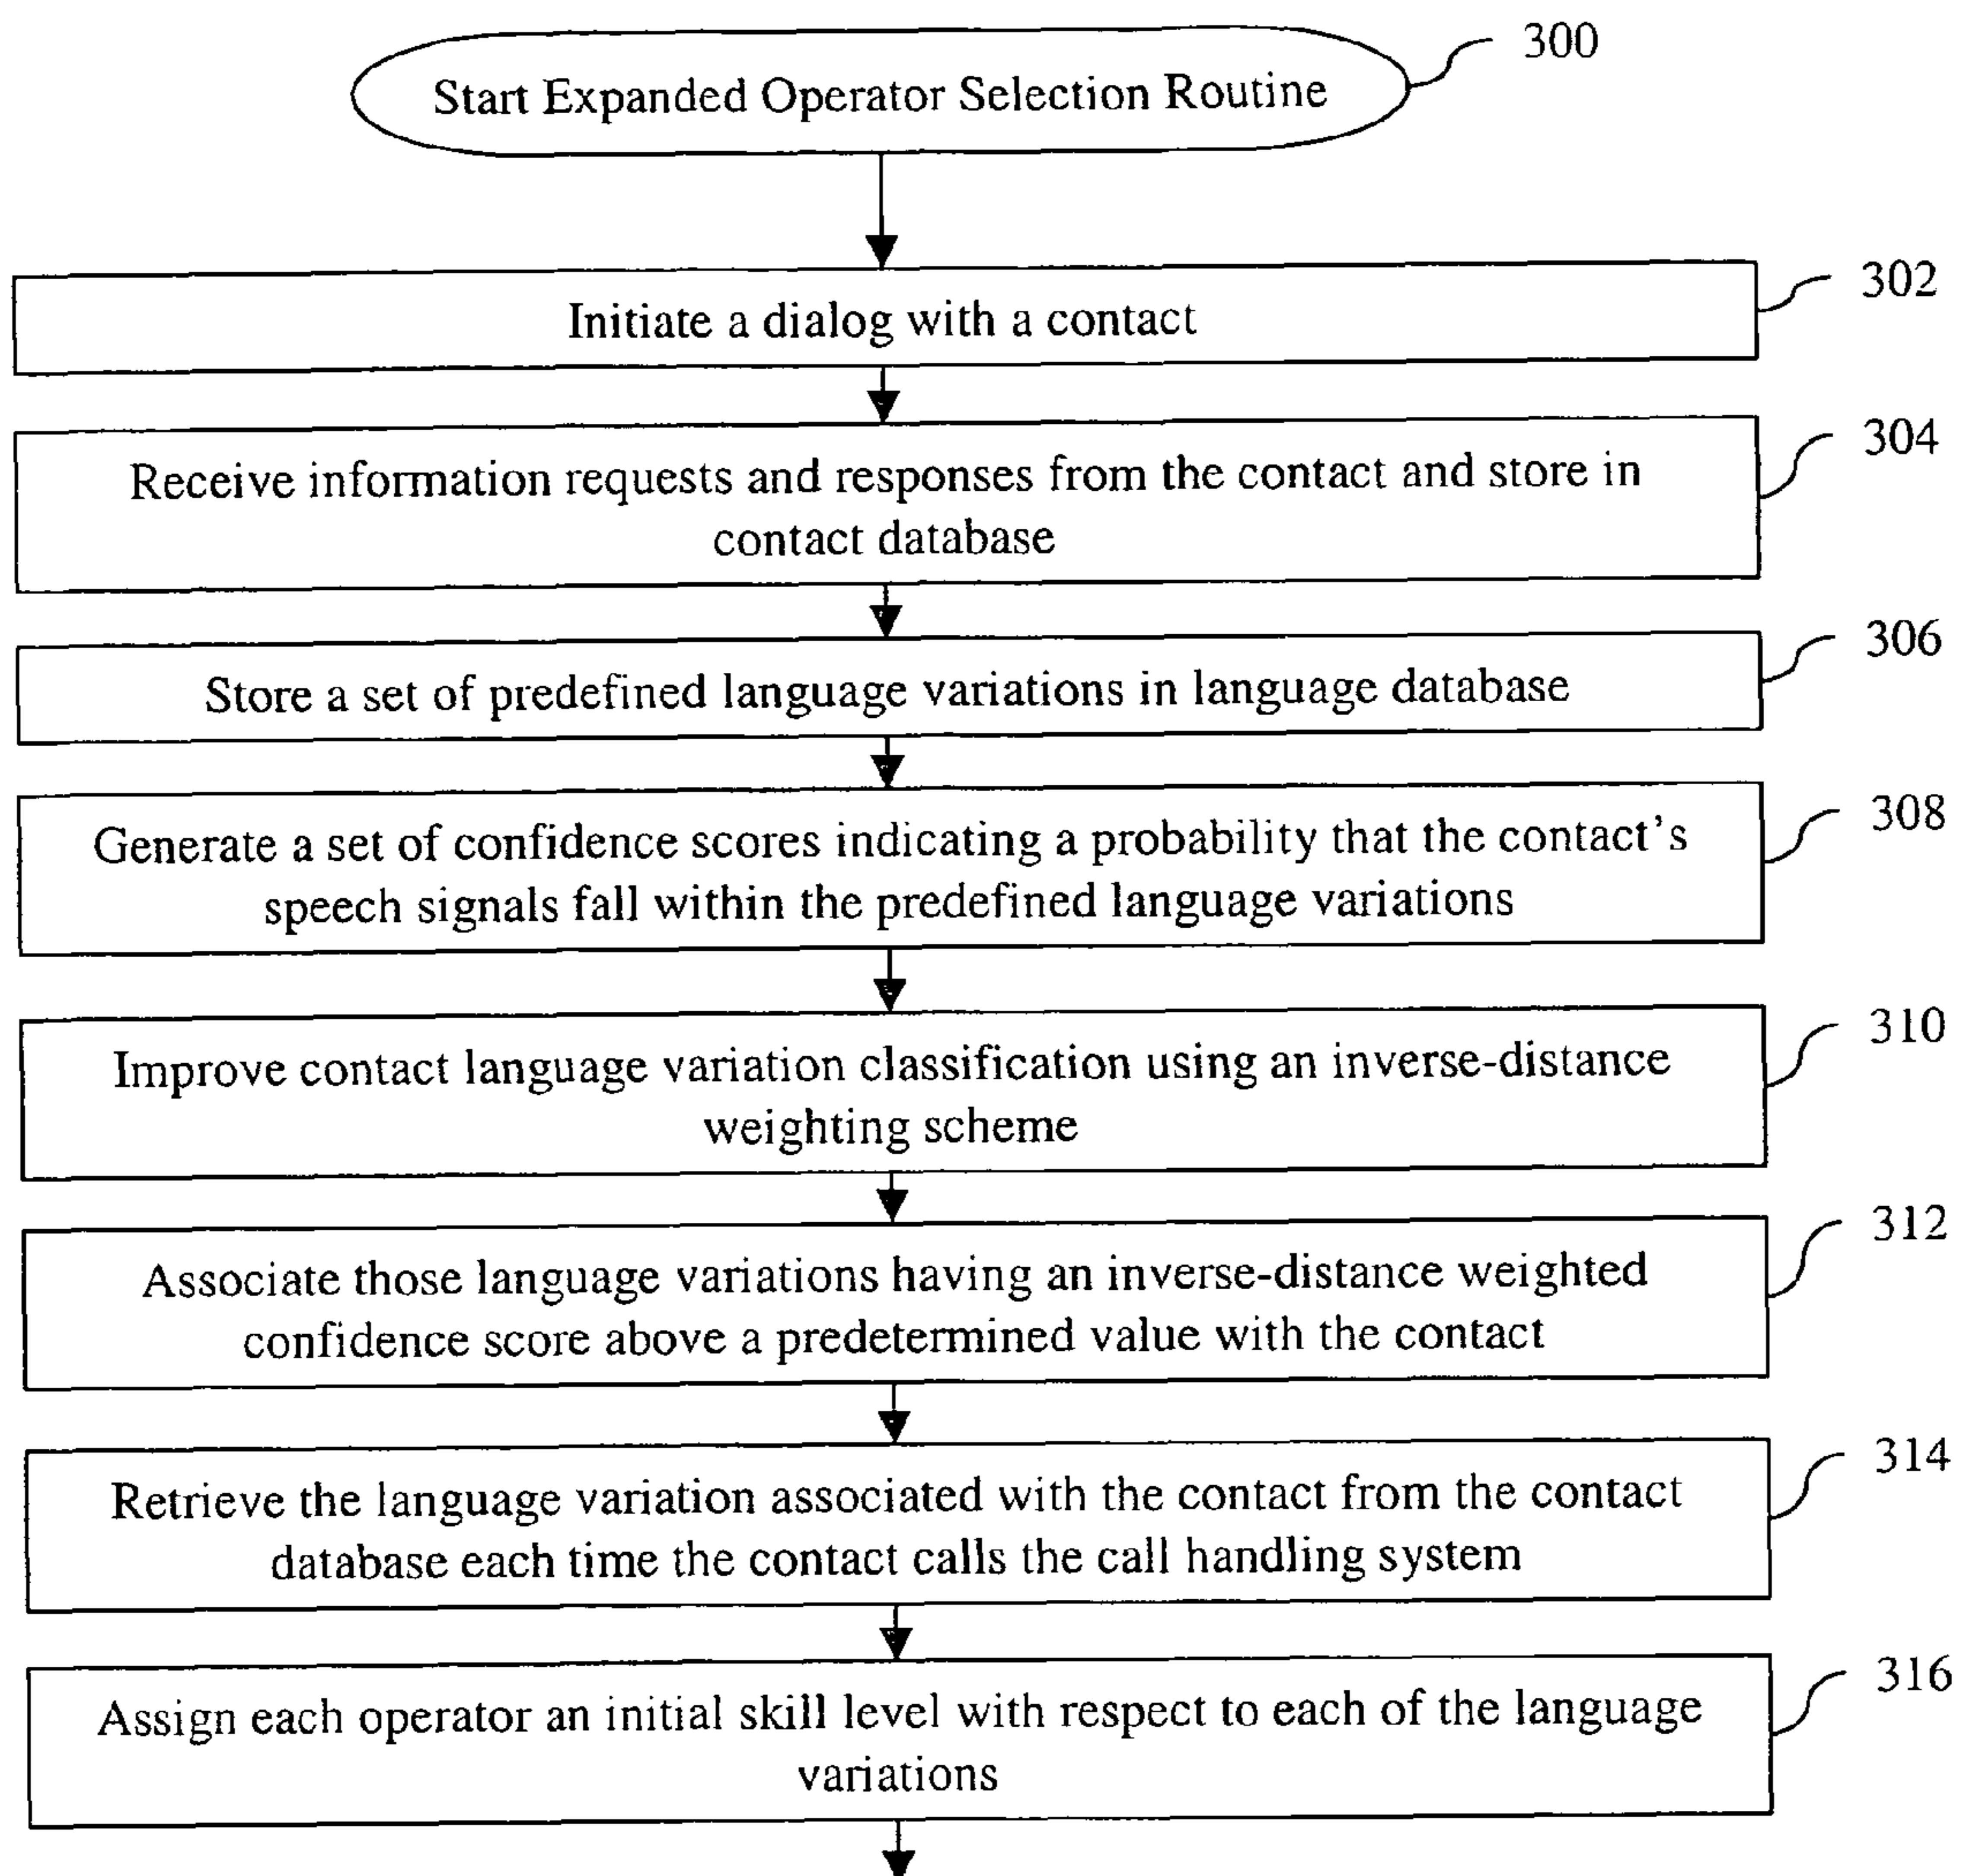 300
Start Expanded Operator Selection Routine
302
Initiate a dialog with a contact
304
Receive information requests and responses from the contact and store in
contact database
306
Store a set of predefined language variations in language database
308
Generate a set of confidence scores indicating a probability that the contact's
speech signals fall within the predefined language variations
310
Improve contact language variation classification using an inverse-distance
weighting scheme
312
Associate those language variations having an inverse-distance weighted
confidence score above a predetermined value with the contact
314
Retrieve the language variation associated with the contact from the contact
database each time the contact calls the call handling system
316
Assign each operator an initial skill level with respect to each of the language
variations